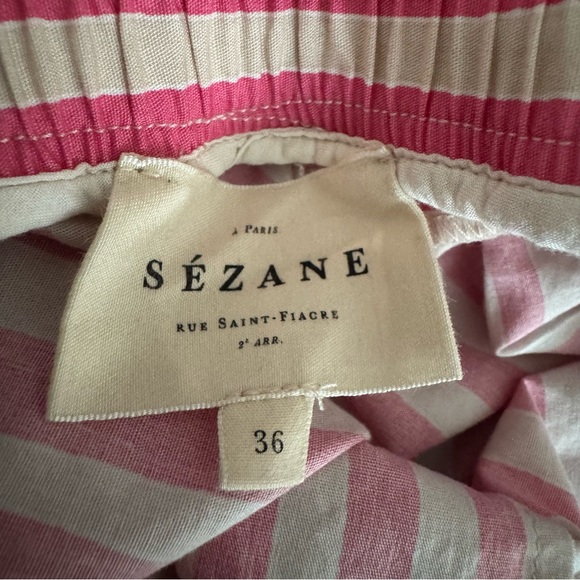 À PARIS
SÉZANE
RUE SAINT-FIACRE
2ᴱ ARR.
36